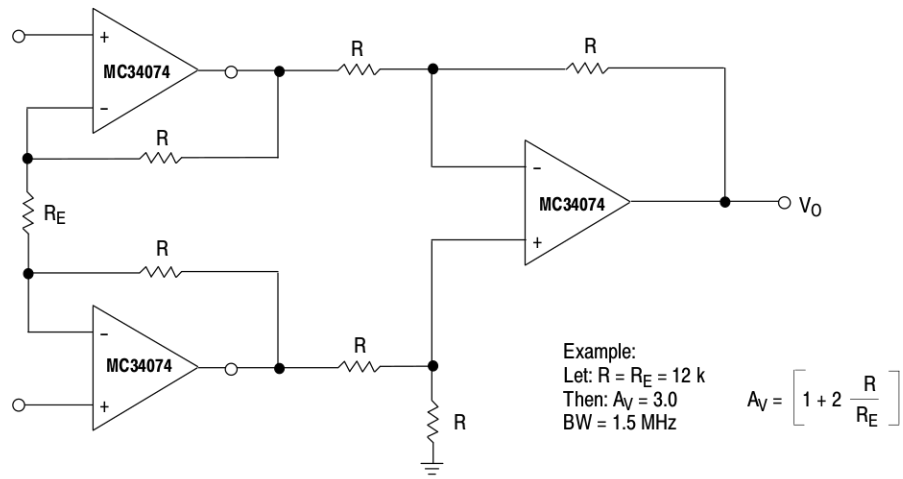 +
MC34074
−
R
R
R
R_E
R
−
MC34074
+
−
MC34074
+
V_O
R
R
Example:
Let: R = R_E = 12 k
Then: A_V = 3.0
BW = 1.5 MHz
A_V = [1 + 2 R/R_E]